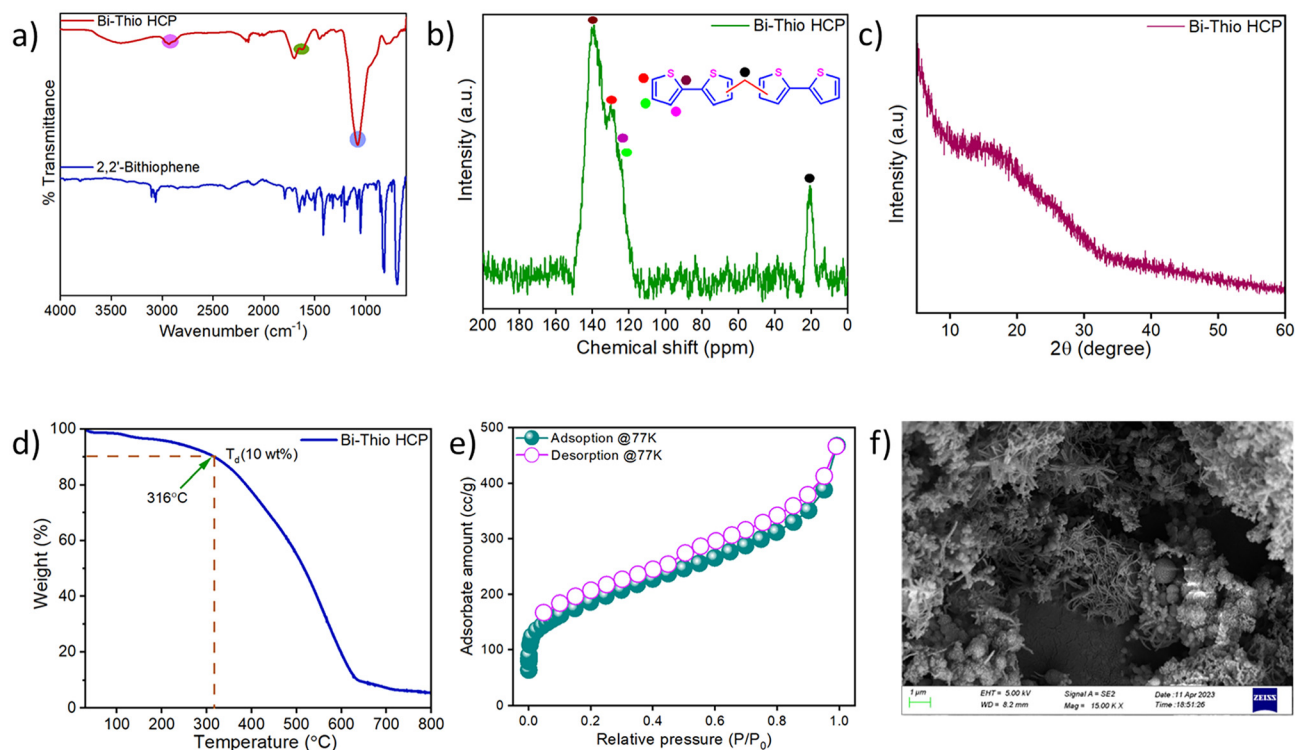 a)
Bi-Thio HCP
2,2'-Bithiophene
% Transmittance
4000 3000 2000 1000
Wavenumber (cm⁻¹)
b)
Bi-Thio HCP
S S S S
Intensity (a.u.)
200 180 160 140 120 100 80 60 40 20 0
Chemical shift (ppm)
c)
Bi-Thio HCP
Intensity (a.u)
10 20 30 40 50 60
2θ (degree)
d)
Bi-Thio HCP
T_d (10 wt%)
316°C
Weight (%)
100
80
60
40
20
0
100 200 300 400 500 600 700 800
Temperature (°C)
e)
Adsoption @77K
Desorption @77K
Adsorbate amount (cc/g)
500
400
300
200
100
0
0.0 0.2 0.4 0.6 0.8 1.0
Relative pressure (P/P₀)
f)
1 µm
EHT = 5.00 kV Signal A = SE2 Date :11 Apr 2023
WD = 8.2 mm Mag = 15.00 K X Time :18:51:26
ZEISS